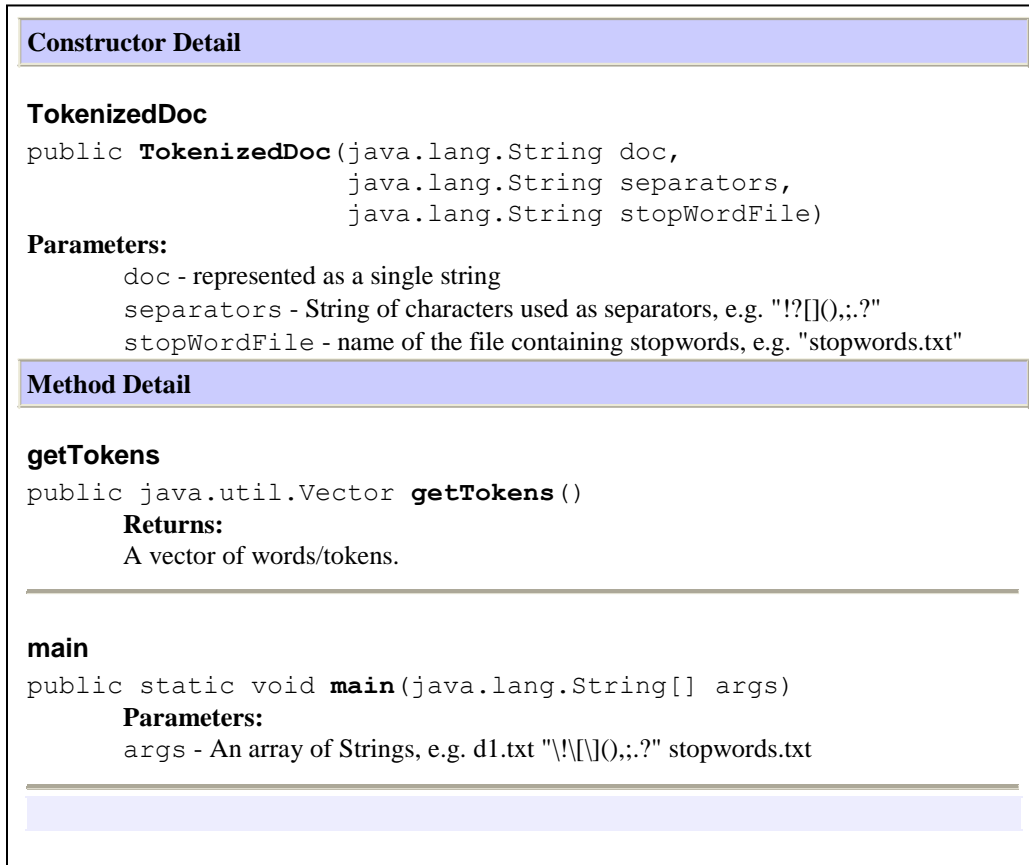 Constructor Detail
TokenizedDoc
public TokenizedDoc(java.lang.String doc,
java.lang.String separators,
java.lang.String stopWordFile)
Parameters:
doc - represented as a single string
separators - String of characters used as separators, e.g. "!?[](),;.?"
stopWordFile - name of the file containing stopwords, e.g. "stopwords.txt"
Method Detail
getTokens
public java.util.Vector getTokens()
Returns:
A vector of words/tokens.
main
public static void main(java.lang.String[] args)
Parameters:
args - An array of Strings, e.g. d1.txt "\!\[\](),;.?" stopwords.txt